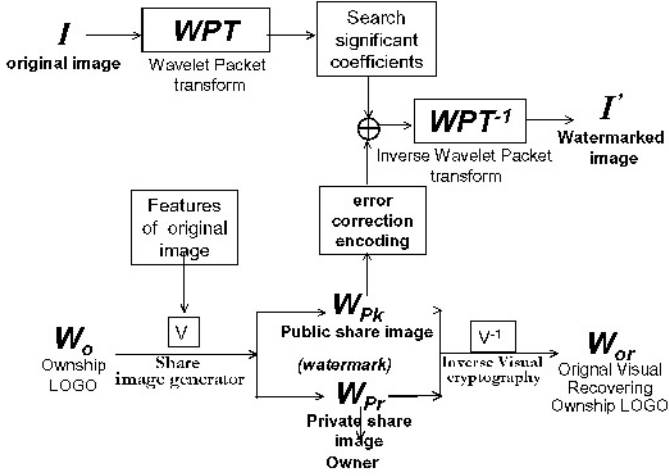 I
original image
WPT
Wavelet Packet
transform
Search
significant
coefficients
WPT-1
Inverse Wavelet Packet
transform
I'
Watermarked
image
Features
of original
image
error
correction
encoding
V
Wo
Ownship
LOGO
Share
image generator
WPk
Public share image
(watermark)
WPr
Private share
image
Owner
V-1
Inverse Visual
cryptography
Wor
Orignal Visual
Recovering
Ownship LOGO